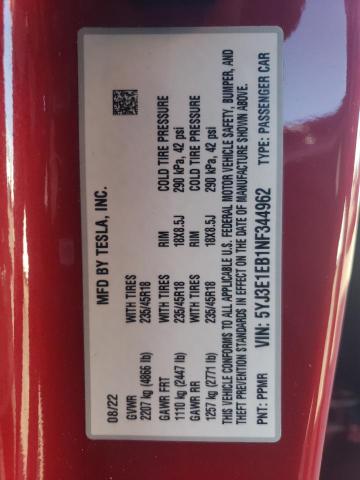 MFD BY TESLA, INC.
08/22
GVWR WITH TIRES RIM COLD TIRE PRESSURE
2207 kg (4866 lb) 235/45R18 18X8.5J 290 kPa, 42 psi
GAWR FRT WITH TIRES RIM COLD TIRE PRESSURE
1110 kg (2447 lb) 235/45R18 18X8.5J 290 kPa, 42 psi
GAWR RR
1257 kg (2771 lb)
THIS VEHICLE CONFORMS TO ALL APPLICABLE U.S. FEDERAL MOTOR VEHICLE SAFETY, BUMPER, AND
THEFT PREVENTION STANDARDS IN EFFECT ON THE DATE OF MANUFACTURE SHOWN ABOVE.
VIN: 5YJ3E1EB1NF344962
PNT: PPMR TYPE: PASSENGER CAR